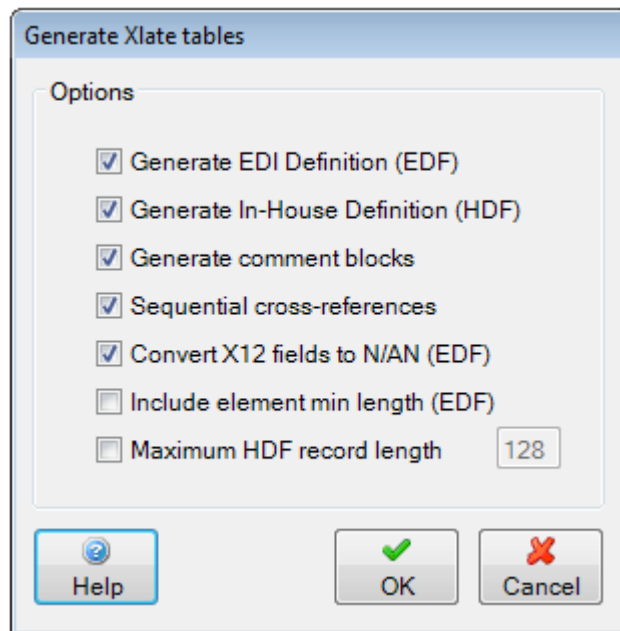 Generate Xlate tables
Options
Generate EDI Definition (EDF)
Generate In-House Definition (HDF)
Generate comment blocks
Sequential cross-references
Convert X12 fields to N/AN (EDF)
Include element min length (EDF)
Maximum HDF record length 128
Help OK Cancel